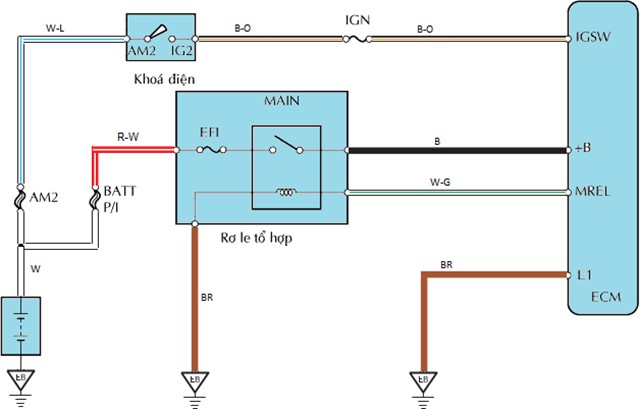 W-L
AM2
IG2
B-O
IGN
B-O
IGSW
Khoá điện
MAIN
R-W
EFI
B
+B
AM2
BATT
P/I
W-G
MREL
Rơ le tổ hợp
W
BR
BR
E1
ECM
EB
EB
EB